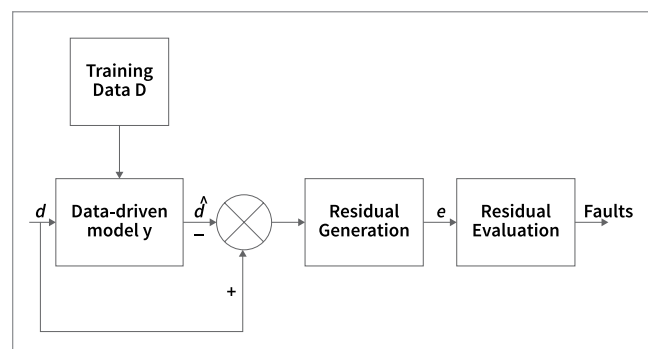 Training
Data D
d
Data-driven
model y
d̂
−
+
Residual
Generation
e
Residual
Evaluation
Faults